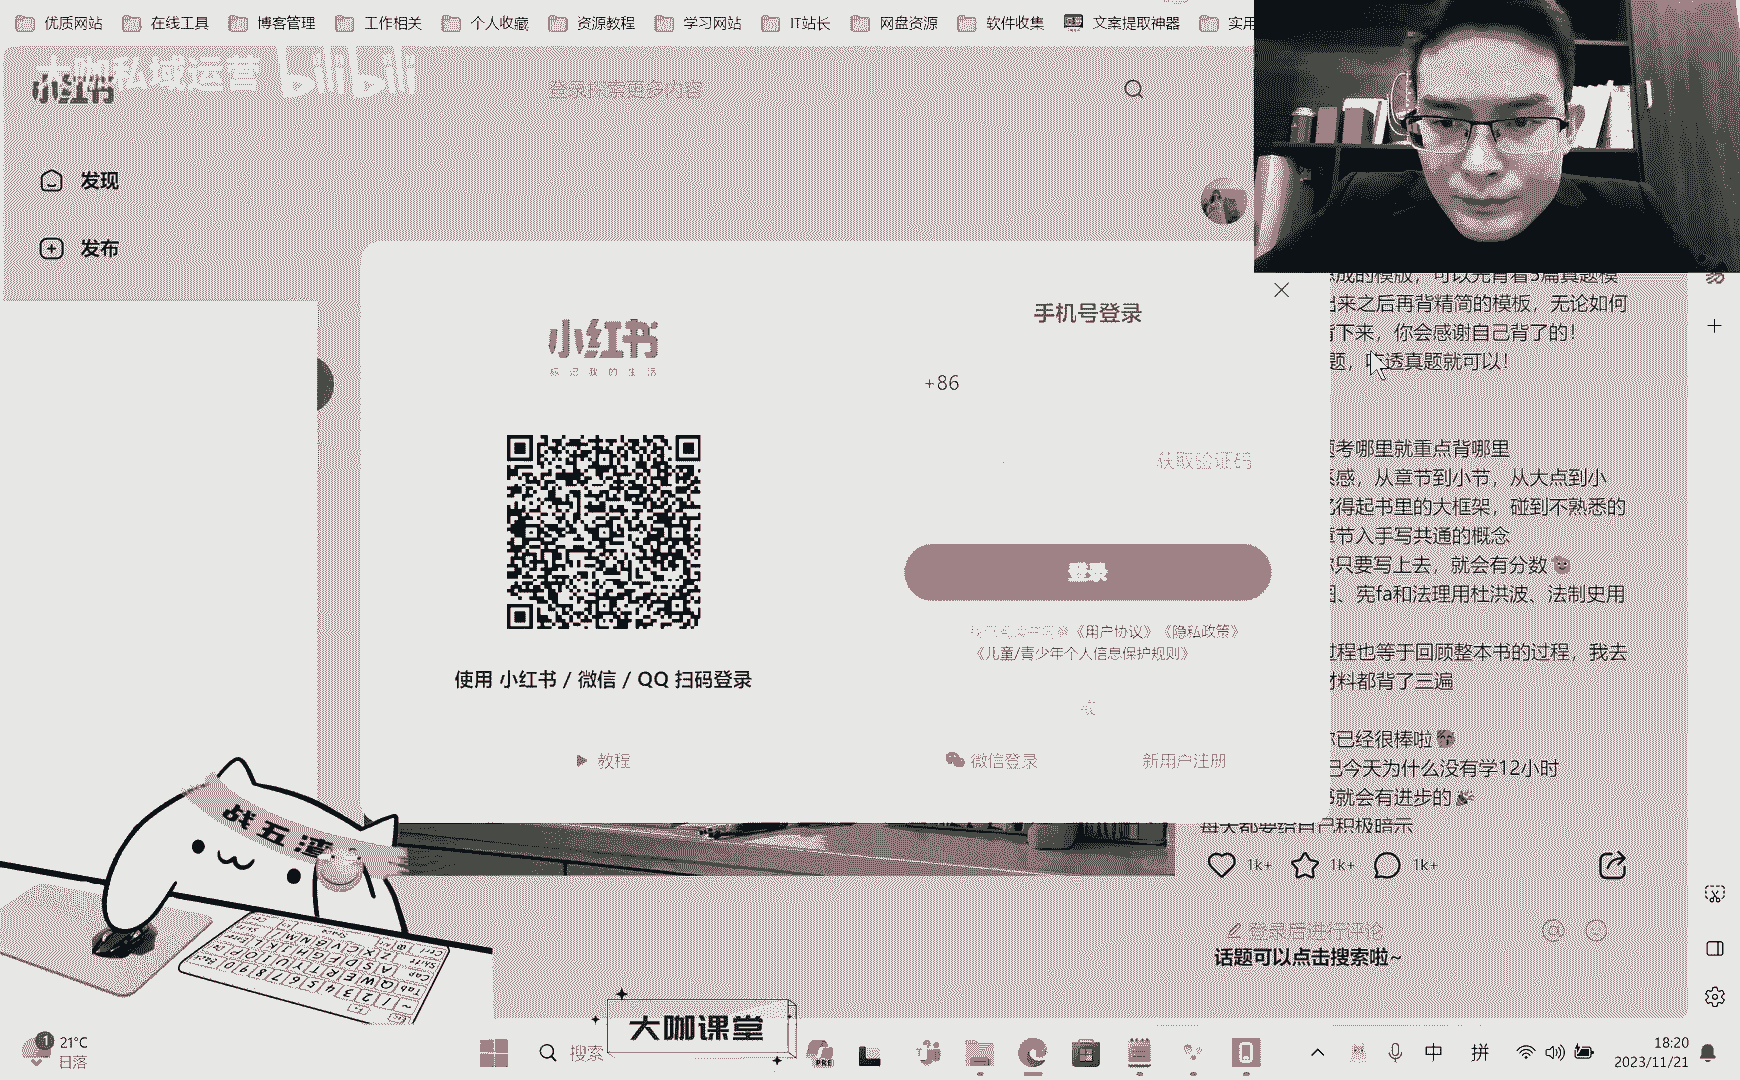 优质网站 在线工具 博客管理 工作相关 个人收藏 资源教程 学习网站 IT站长 网盘资源 软件收集 文案提取神器 实用
大咖私域运营 bilibili
小红书
登录探索更多内容
发现
发布
成的模版，可以先背着5篇真题模
出来之后再背精简的模板，无论如何
背下来，你会感谢自己背了的！
题，吃透真题就可以！
考哪里就重点背哪里
感，从章节到小节，从大点到小
记得起书里的大框架，碰到不熟悉的
章节入手写共通的概念
你只要写上去，就会有分数
、宪fa和法理用杜洪波、法制史用
过程也等于回顾整本书的过程，我去
材料都背了三遍
你已经很棒啦
己今天为什么没有学12小时
就会有进步的
每天都要给自己积极暗示
1k+ 1k+ 1k+
登录后进行评论
话题可以点击搜索啦~
小红书
标记我的生活
使用 小红书 / 微信 / QQ 扫码登录
教程
手机号登录
+86
获取验证码
登录
《用户协议》《隐私政策》
《儿童/青少年个人信息保护规则》
或
微信登录 新用户注册
战五渣
大咖课堂
1
21°C
日落
搜索
PRE
中 拼
18:20
2023/11/21